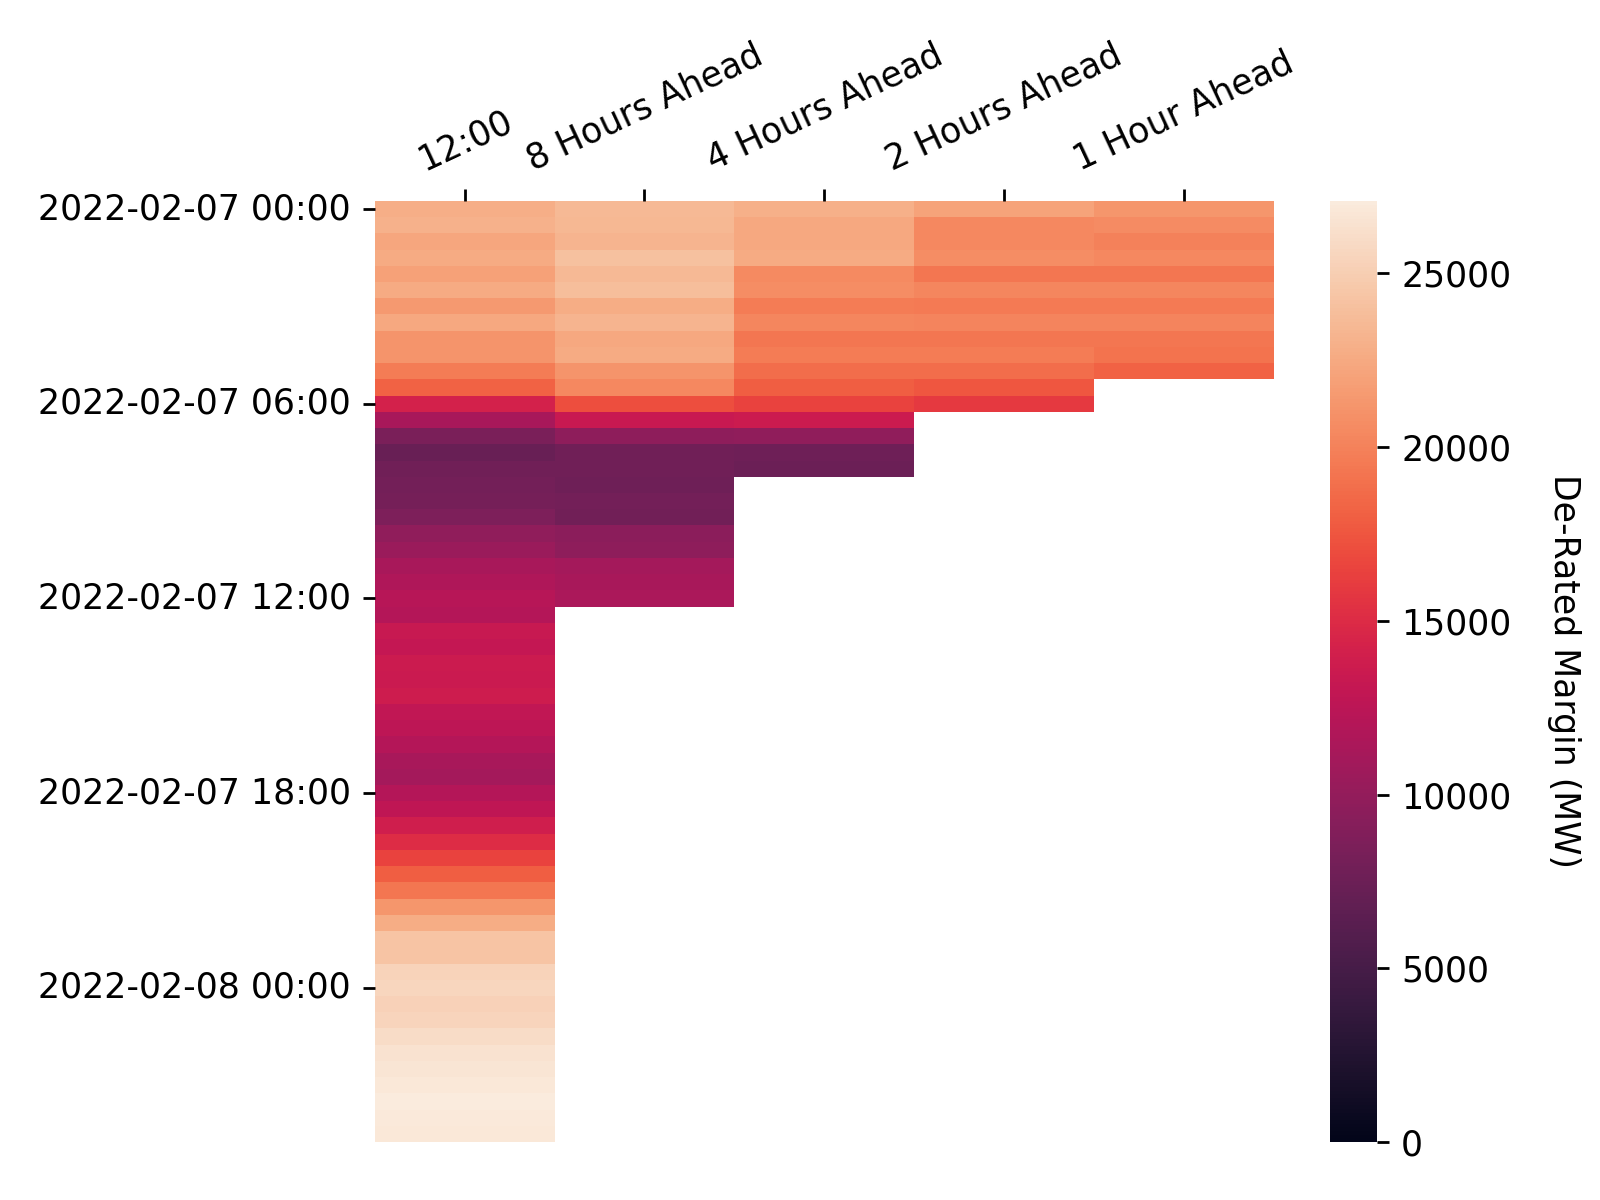 12:00
8 Hours Ahead
4 Hours Ahead
2 Hours Ahead
1 Hour Ahead
2022-02-07 00:00
2022-02-07 06:00
2022-02-07 12:00
2022-02-07 18:00
2022-02-08 00:00
25000
20000
15000
10000
5000
0
De-Rated Margin (MW)